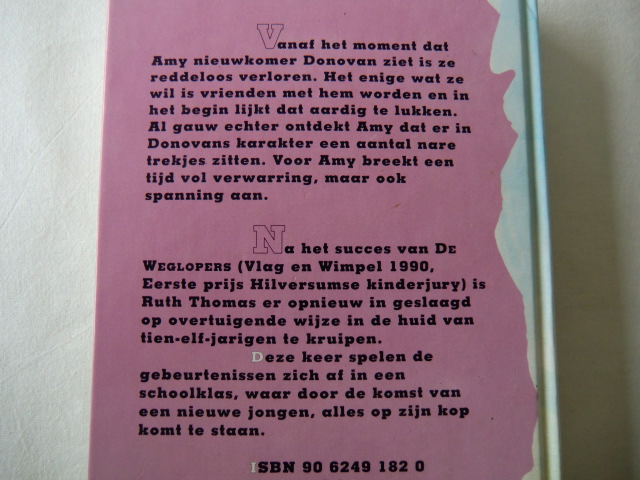 Vanaf het moment dat
Amy nieuwkomer Donovan ziet is ze
reddeloos verloren. Het enige wat ze
wil is vrienden met hem worden en in
het begin lijkt dat aardig te lukken.
Al gauw echter ontdekt Amy dat er in
Donovans karakter een aantal nare
trekjes zitten. Voor Amy breekt een
tijd vol verwarring, maar ook
spanning aan.
Na het succes van DE
WEGLOPERS (Vlag en Wimpel 1990,
Eerste prijs Hilversumse kinderjury) is
Ruth Thomas er opnieuw in geslaagd
op overtuigende wijze in de huid van
tien-elf-jarigen te kruipen.
Deze keer spelen de
gebeurtenissen zich af in een
schoolklas, waar door de komst van
een nieuwe jongen, alles op zijn kop
komt te staan.
ISBN 90 6249 182 0